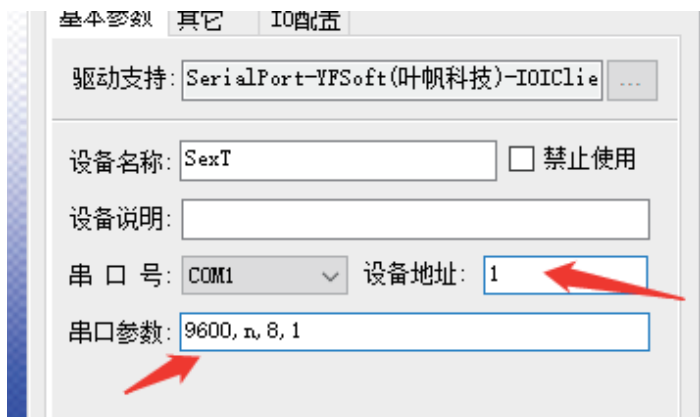 基本参数 其它 IO配置
驱动支持: SerialPort-YFSoft(叶帆科技)-IOIClie ...
设备名称: SexT 禁止使用
设备说明:
串 口 号: COM1 设备地址: 1
串口参数: 9600,n,8,1